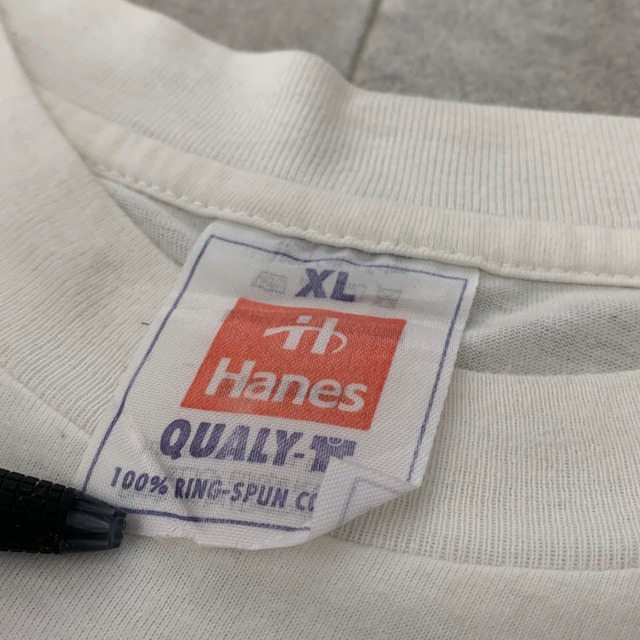 XL
Hanes
QUALY-T
100% RING-SPUN